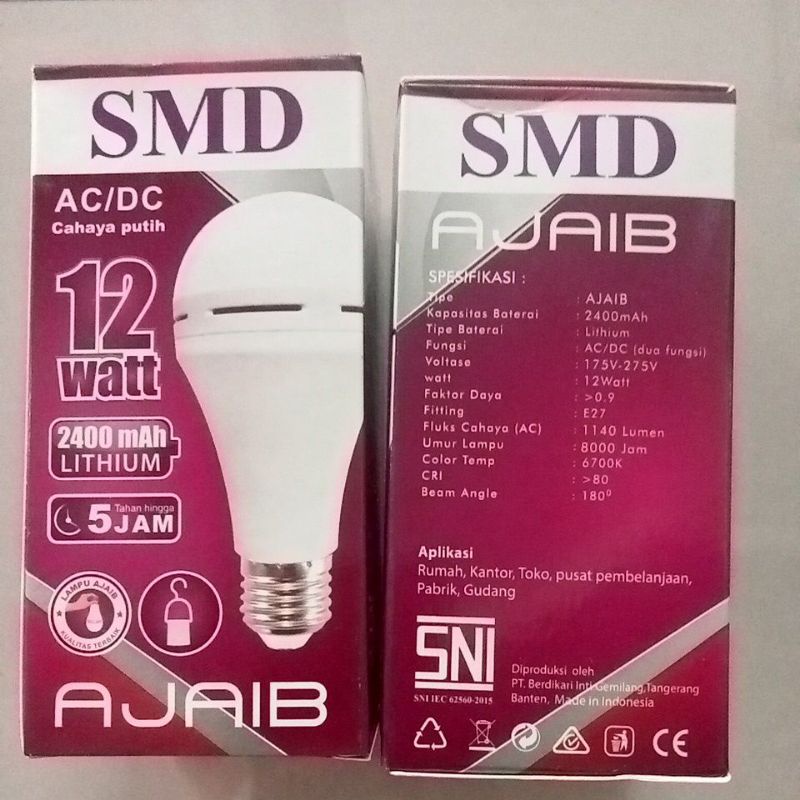 SMD
AC/DC
Cahaya putih
12
watt
2400 mAh
LITHIUM
Tahan hingga
5 JAM
LAMPU AJAIB
KUALITAS TERBAIK
AJAIB
SMD
AJAIB
SPESIFIKASI :
Tipe : AJAIB
Kapasitas Baterai : 2400mAh
Tipe Baterai : Lithium
Fungsi : AC/DC (dua fungsi)
Voltase : 175V-275V
watt : 12Watt
Faktor Daya : >0.9
Fitting : E27
Fluks Cahaya (AC) : 1140 Lumen
Umur Lampu : 8000 Jam
Color Temp : 6700K
CRI : >80
Beam Angle : 180⁰
Aplikasi
Rumah, Kantor, Toko, pusat pembelanjaan,
Pabrik, Gudang
SNI
SNI IEC 62560-2015
Diproduksi oleh
PT. Berdikari Inti Gemilang,Tangerang
Banten, Made in Indonesia
CE